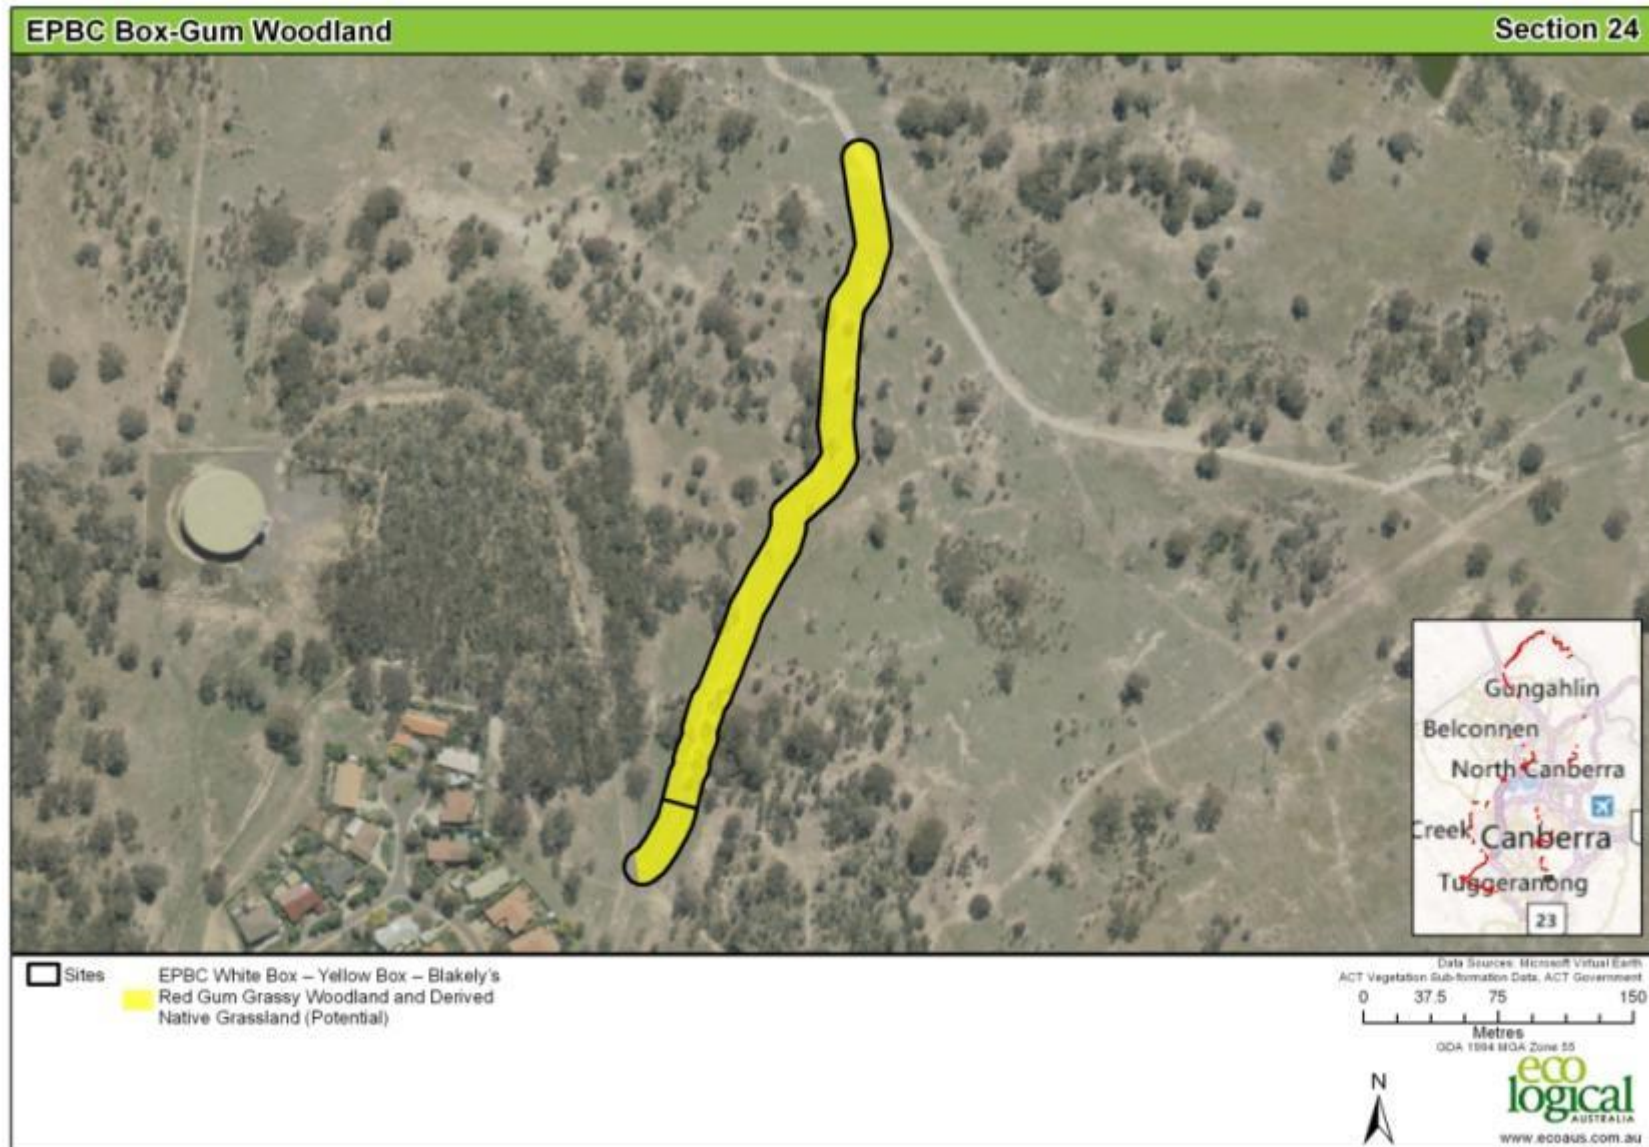 EPBC Box-Gum Woodland
Section 24
Gungahlin
Belconnen
North Canberra
Creek
Canberra
Tuggeranong
23
Sites
EPBC White Box – Yellow Box – Blakely's
Red Gum Grassy Woodland and Derived
Native Grassland (Potential)
Data Sources: Microsoft Virtual Earth
ACT Vegetation Sub-formation Data, ACT Government
0 37.5 75 150
Metres
GDA 1994 MGA Zone 55
N
eco
logical
AUSTRALIA
www.ecoaus.com.au